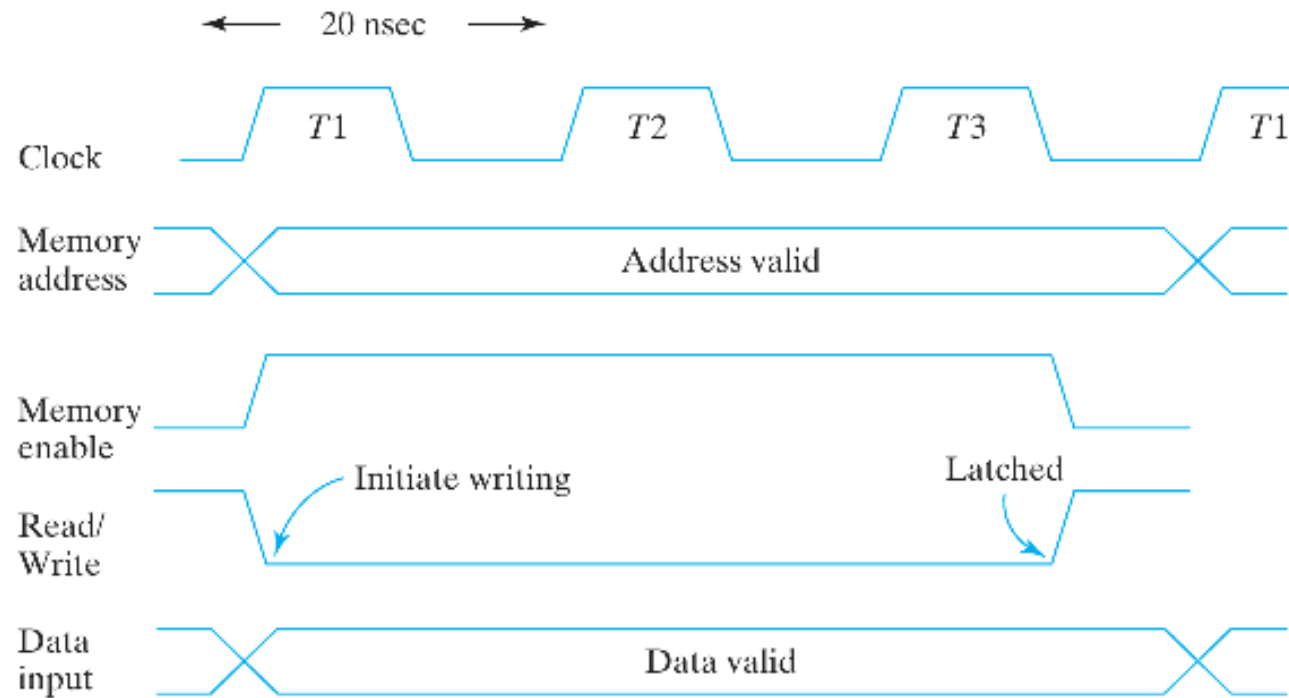 20 nsec
T1 T2 T3 T1
Clock
Memory
address
Address valid
Memory
enable
Initiate writing
Latched
Read/
Write
Data
input
Data valid